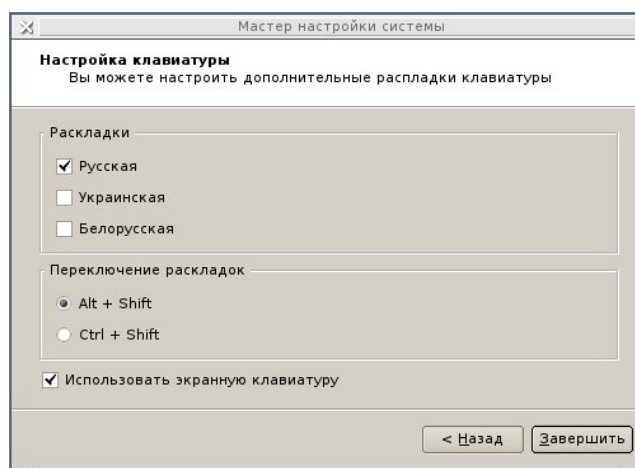 Мастер настройки системы
Настройка клавиатуры
Вы можете настроить дополнительные распладки клавиатуры
Раскладки
Русская
Украинская
Белорусская
Переключение раскладок
Alt + Shift
Ctrl + Shift
Использовать экранную клавиатуру
< Назад
Завершить